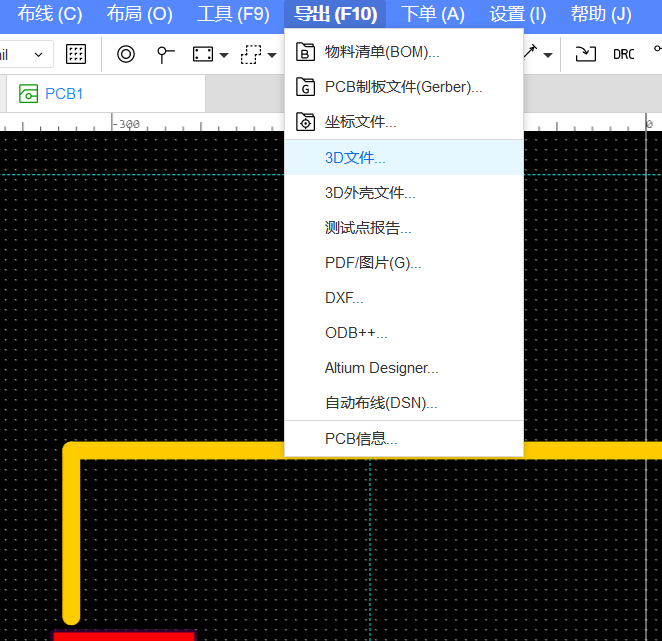 布线 (C) 布局 (O) 工具 (F9) 导出 (F10) 下单 (A) 设置 (I) 帮助 (J)
物料清单(BOM)...
DRC
PCB制板文件(Gerber)...
PCB1
坐标文件...
-300
0
3D文件...
3D外壳文件...
测试点报告...
PDF/图片(G)...
DXF...
ODB++...
Altium Designer...
自动布线(DSN)...
PCB信息...